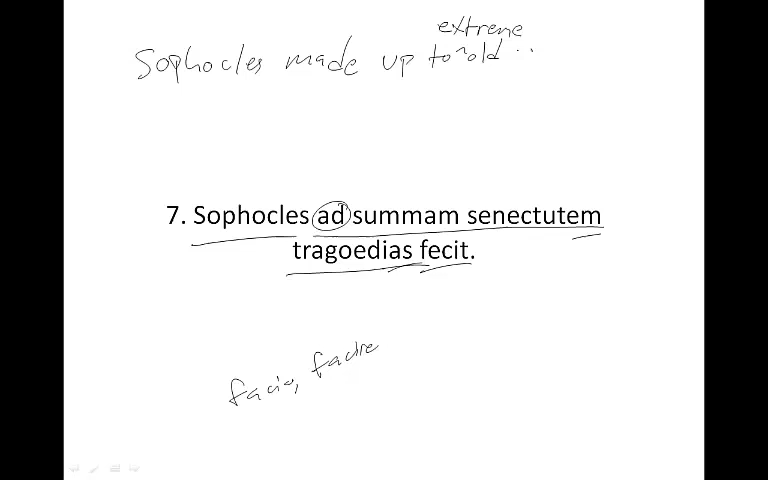 extreme
Sophocles made up to old ..
7. Sophocles ad summam senectutem
tragoedias fecit.
facio, facere